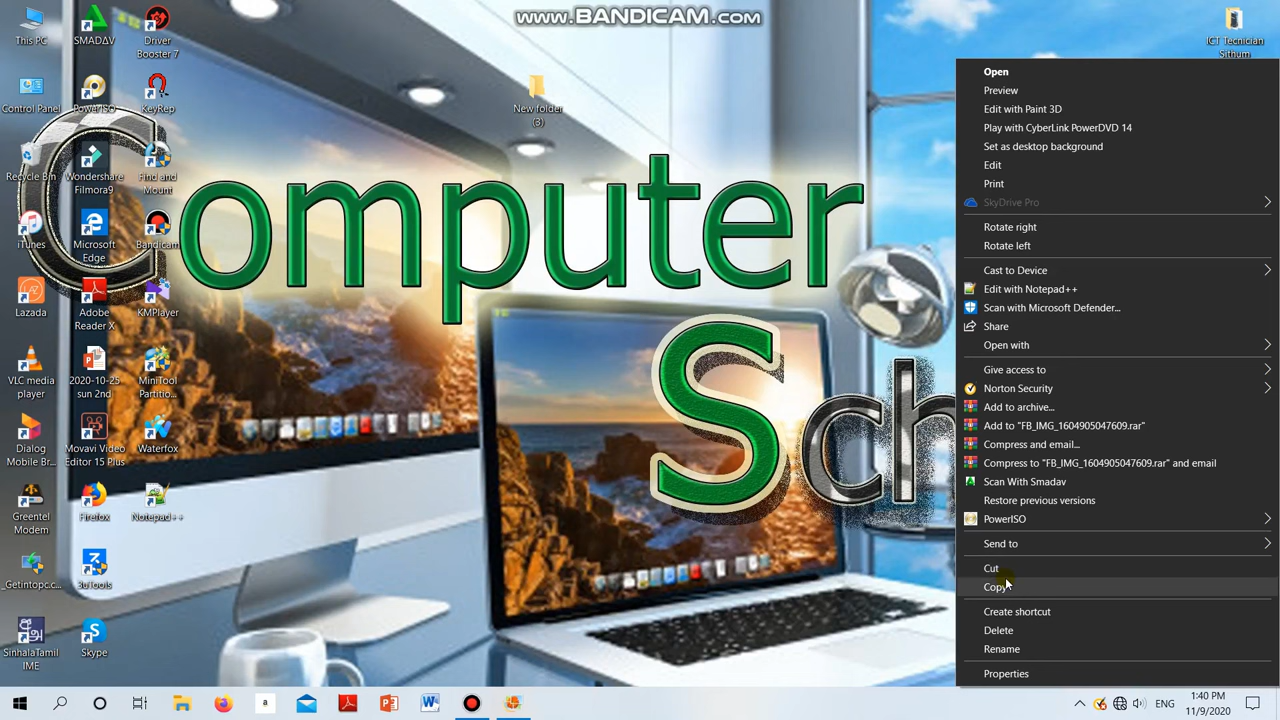 www.BANDICAM.com
This PC
SMADΔV
Driver
Booster 7
Control Panel
PowerISO
KeyRep
Recycle Bin
Wondershare
Filmora9
Find and
Mount
iTunes
Microsoft
Edge
Bandicam
Lazada
Adobe
Reader X
KMPlayer
VLC media
player
2020-10-25
sun 2nd
MiniTool
Partitio...
Dialog
Mobile Br...
Movavi Video
Editor 15 Plus
Waterfox
Greentel
Modem
Firefox
Notepad++
_Getintopc.c...
3uTools
SinhalaTamil
IME
Skype
New folder
(3)
ICT Tecnician
Sithum
Computer
Sch
Open
Preview
Edit with Paint 3D
Play with CyberLink PowerDVD 14
Set as desktop background
Edit
Print
SkyDrive Pro
Rotate right
Rotate left
Cast to Device
Edit with Notepad++
Scan with Microsoft Defender...
Share
Open with
Give access to
Norton Security
Add to archive...
Add to "FB_IMG_1604905047609.rar"
Compress and email...
Compress to "FB_IMG_1604905047609.rar" and email
Scan With Smadav
Restore previous versions
PowerISO
Send to
Cut
Copy
Create shortcut
Delete
Rename
Properties
ENG
1:40 PM
11/9/2020